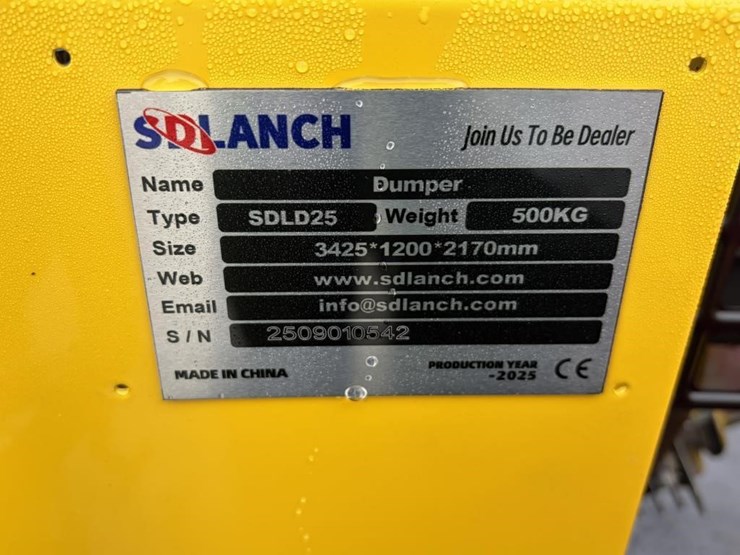 SDLANCH
Join Us To Be Dealer
Name Dumper
Type SDLD25 Weight 500KG
Size 3425*1200*2170mm
Web www.sdlanch.com
Email info@sdlanch.com
S / N 2509010542
MADE IN CHINA
PRODUCTION YEAR
-2025
CE